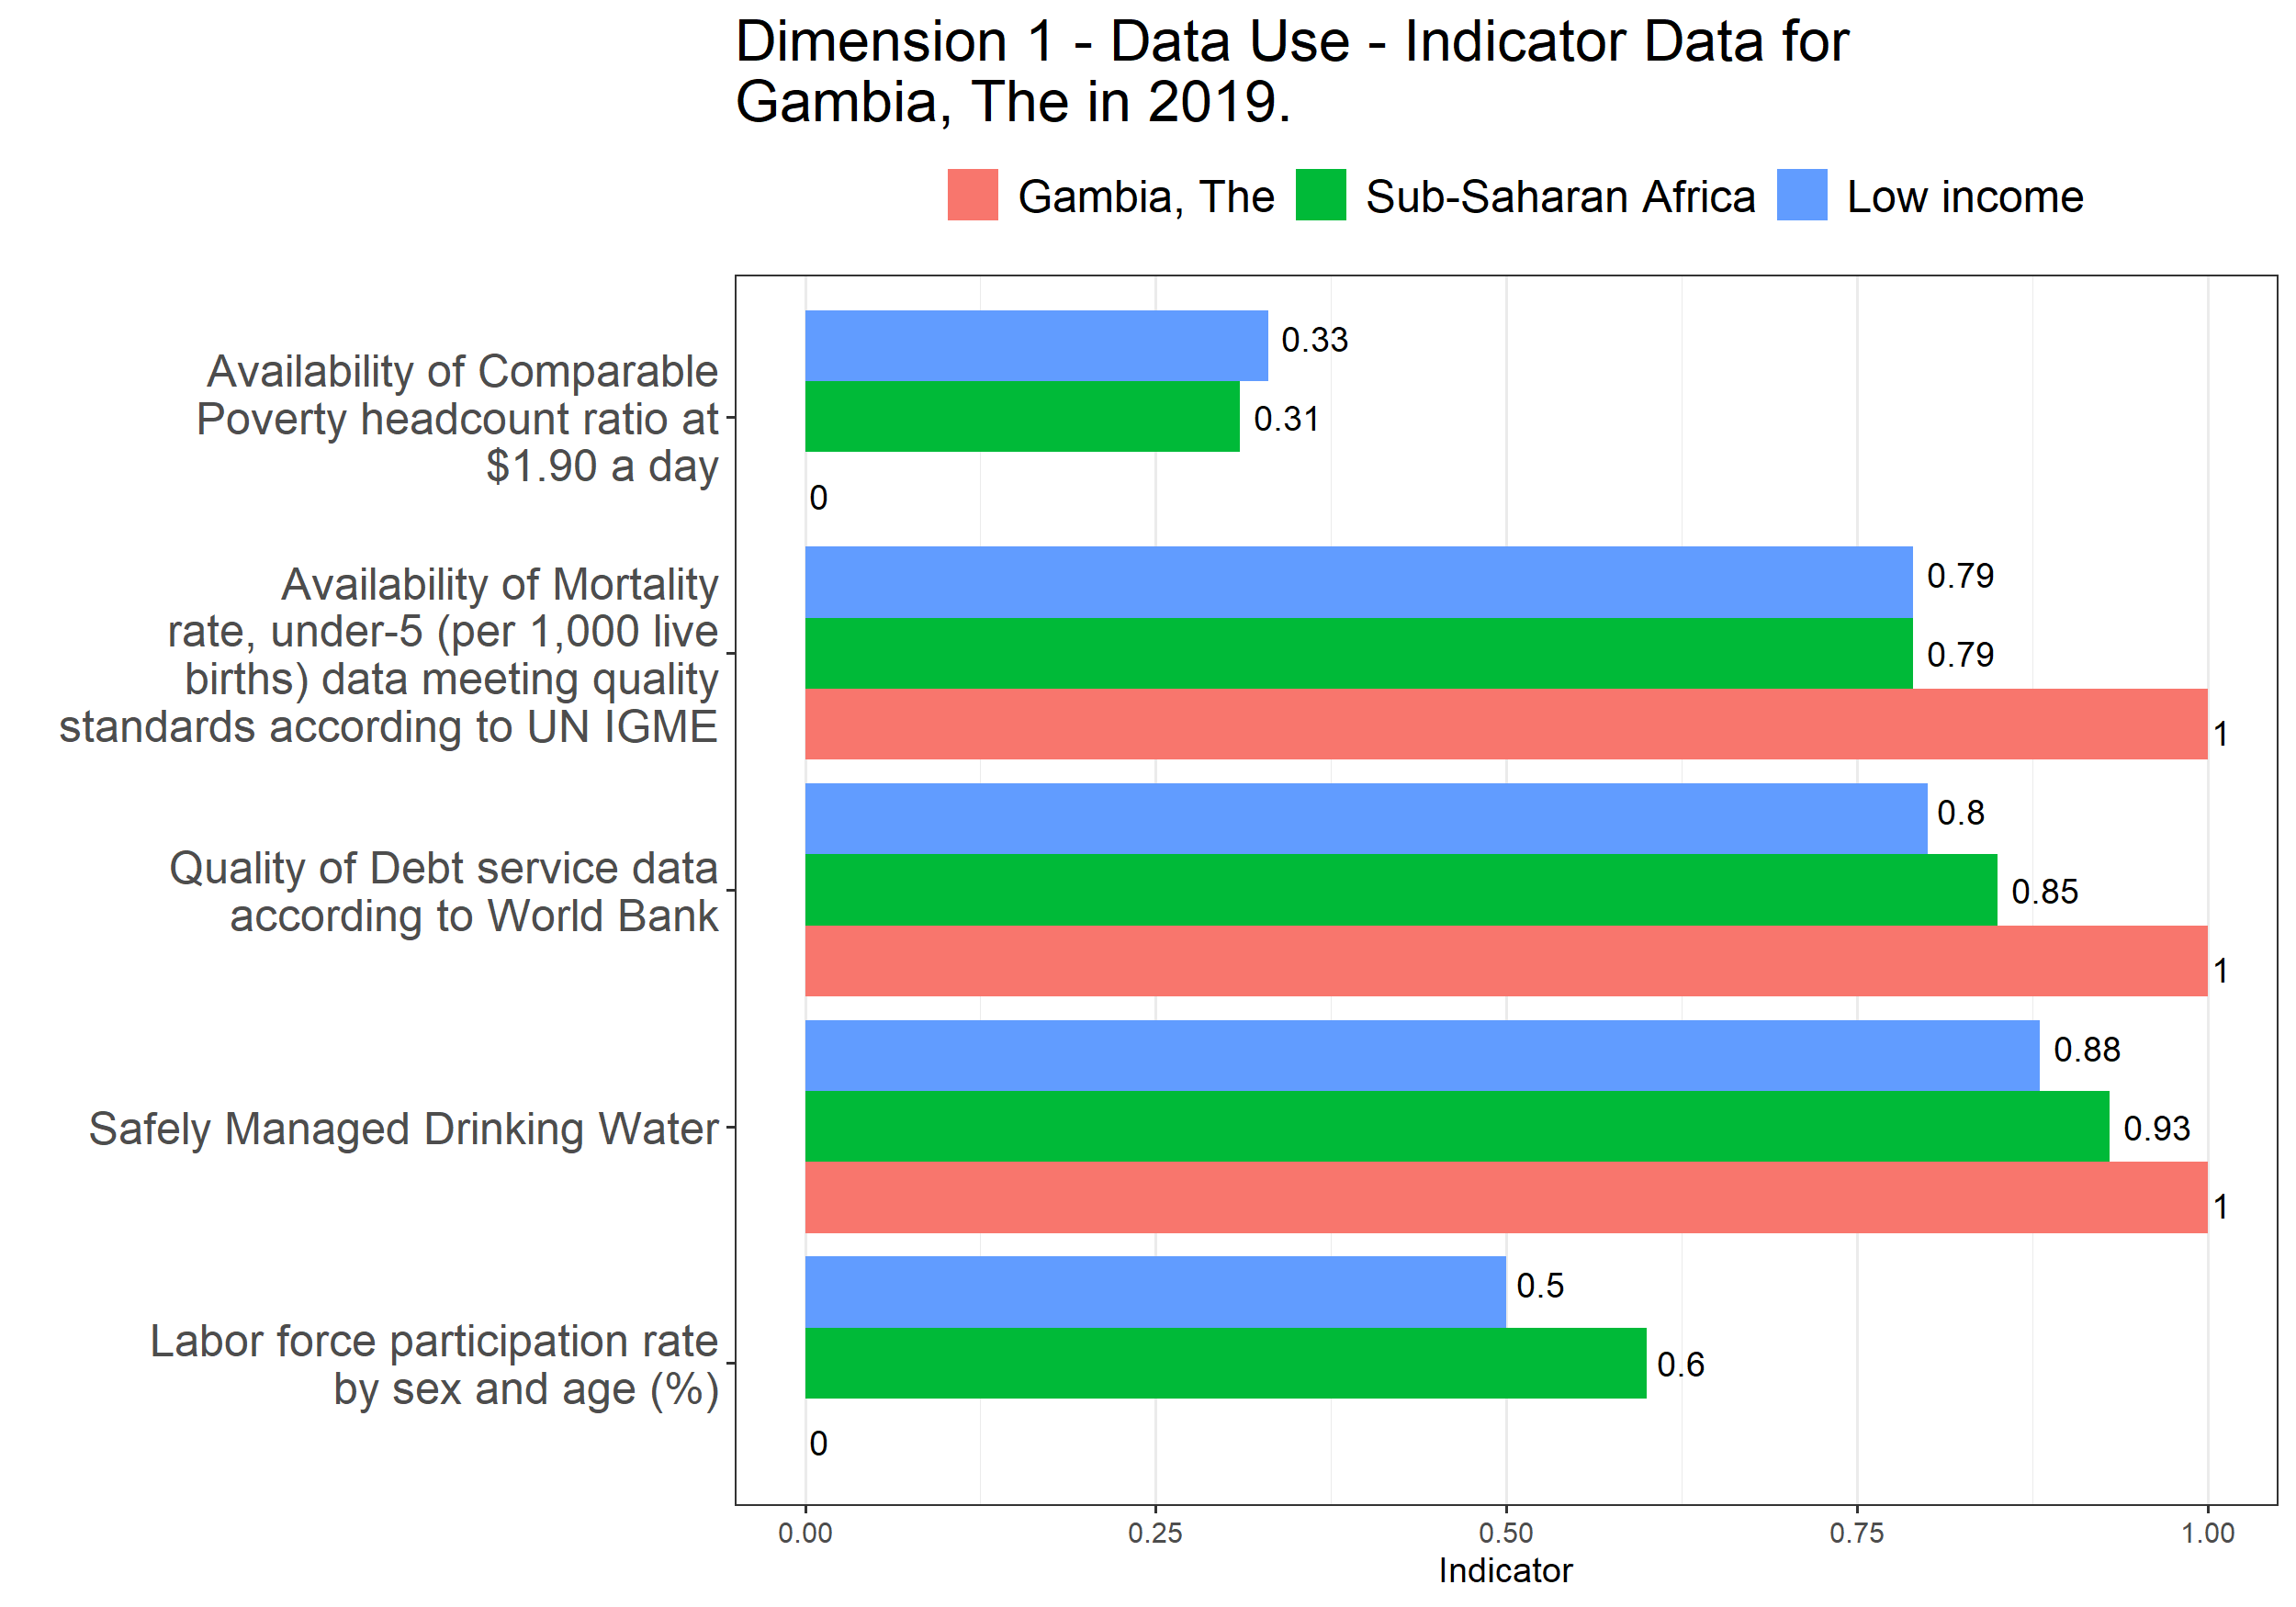 Dimension 1 - Data Use - Indicator Data for
Gambia, The in 2019.
Gambia, The
Sub-Saharan Africa
Low income
Availability of Comparable
Poverty headcount ratio at
$1.90 a day
0.33
0.31
0
Availability of Mortality
rate, under-5 (per 1,000 live
births) data meeting quality
standards according to UN IGME
0.79
0.79
1
Quality of Debt service data
according to World Bank
0.8
0.85
1
Safely Managed Drinking Water
0.88
0.93
1
Labor force participation rate
by sex and age (%)
0.5
0.6
0
0.00
0.25
0.50
0.75
1.00
Indicator